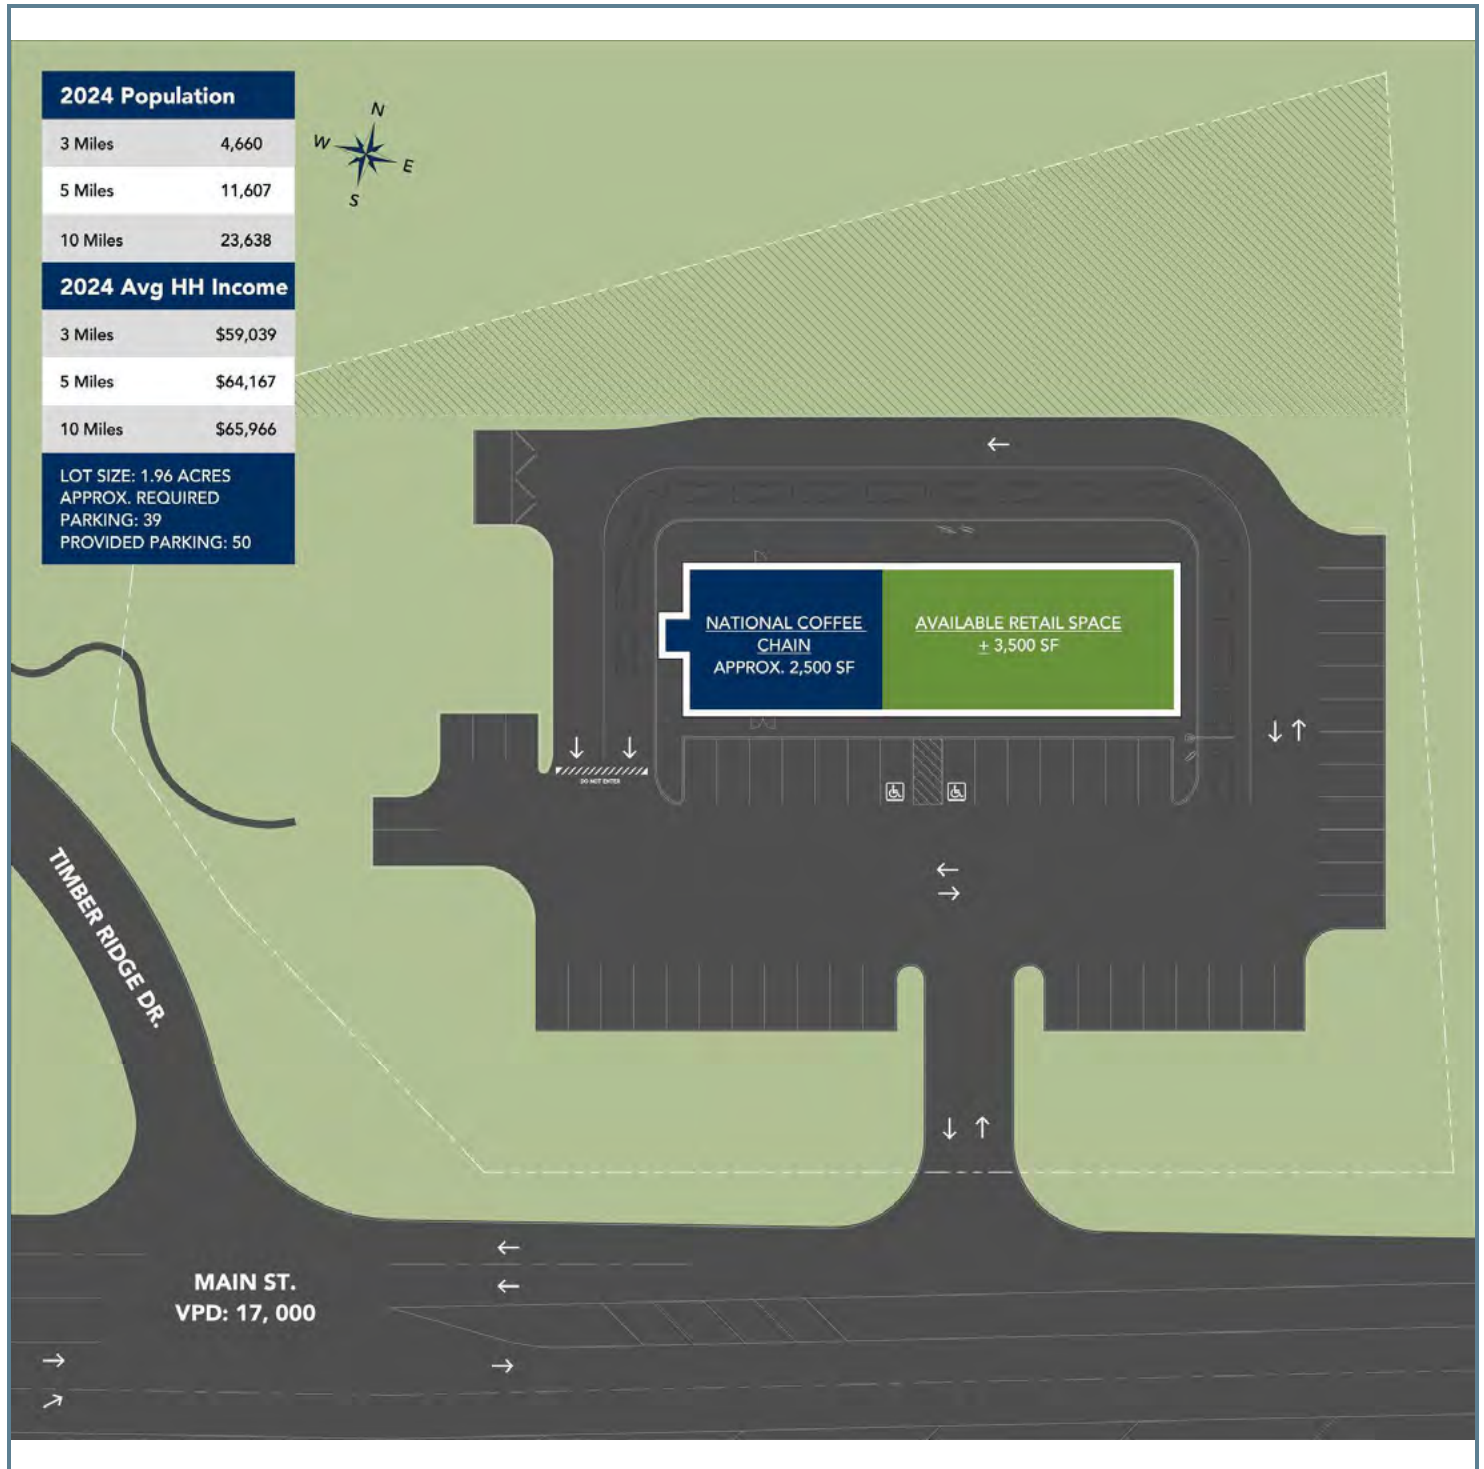 2024 Population
3 Miles 4,660
5 Miles 11,607
10 Miles 23,638
2024 Avg HH Income
3 Miles $59,039
5 Miles $64,167
10 Miles $65,966
LOT SIZE: 1.96 ACRES
APPROX. REQUIRED
PARKING: 39
PROVIDED PARKING: 50
N
W
E
S
NATIONAL COFFEE
CHAIN
APPROX. 2,500 SF
AVAILABLE RETAIL SPACE
± 3,500 SF
DO NOT ENTER
TIMBER RIDGE DR.
MAIN ST.
VPD: 17, 000